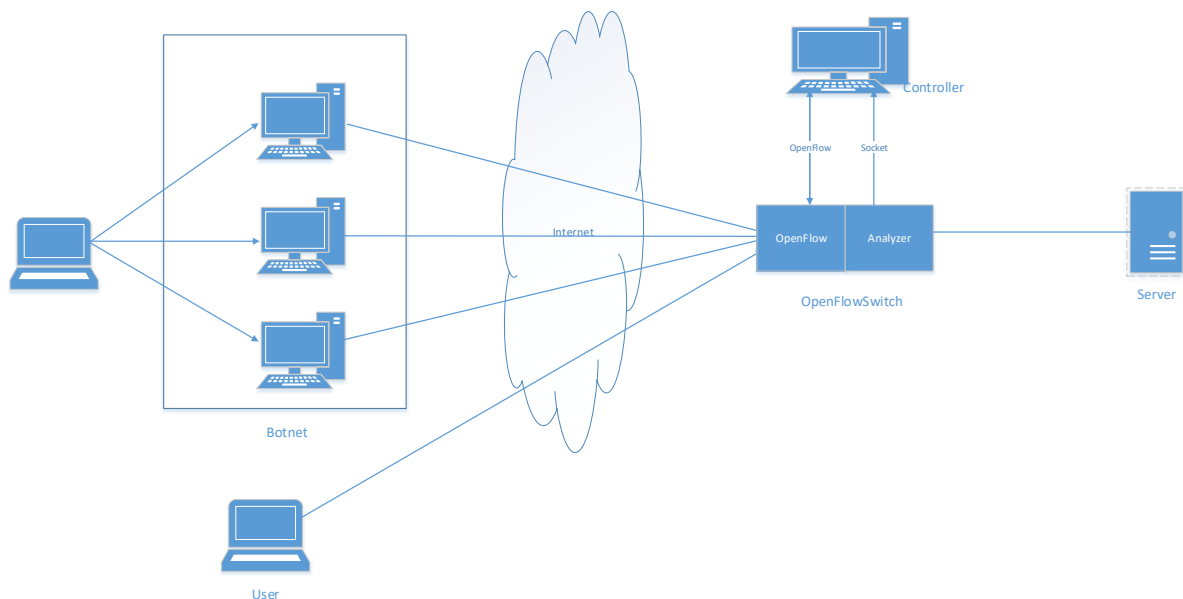 Controller
OpenFlow
Socket
Internet
OpenFlow
Analyzer
OpenFlowSwitch
Server
Botnet
User